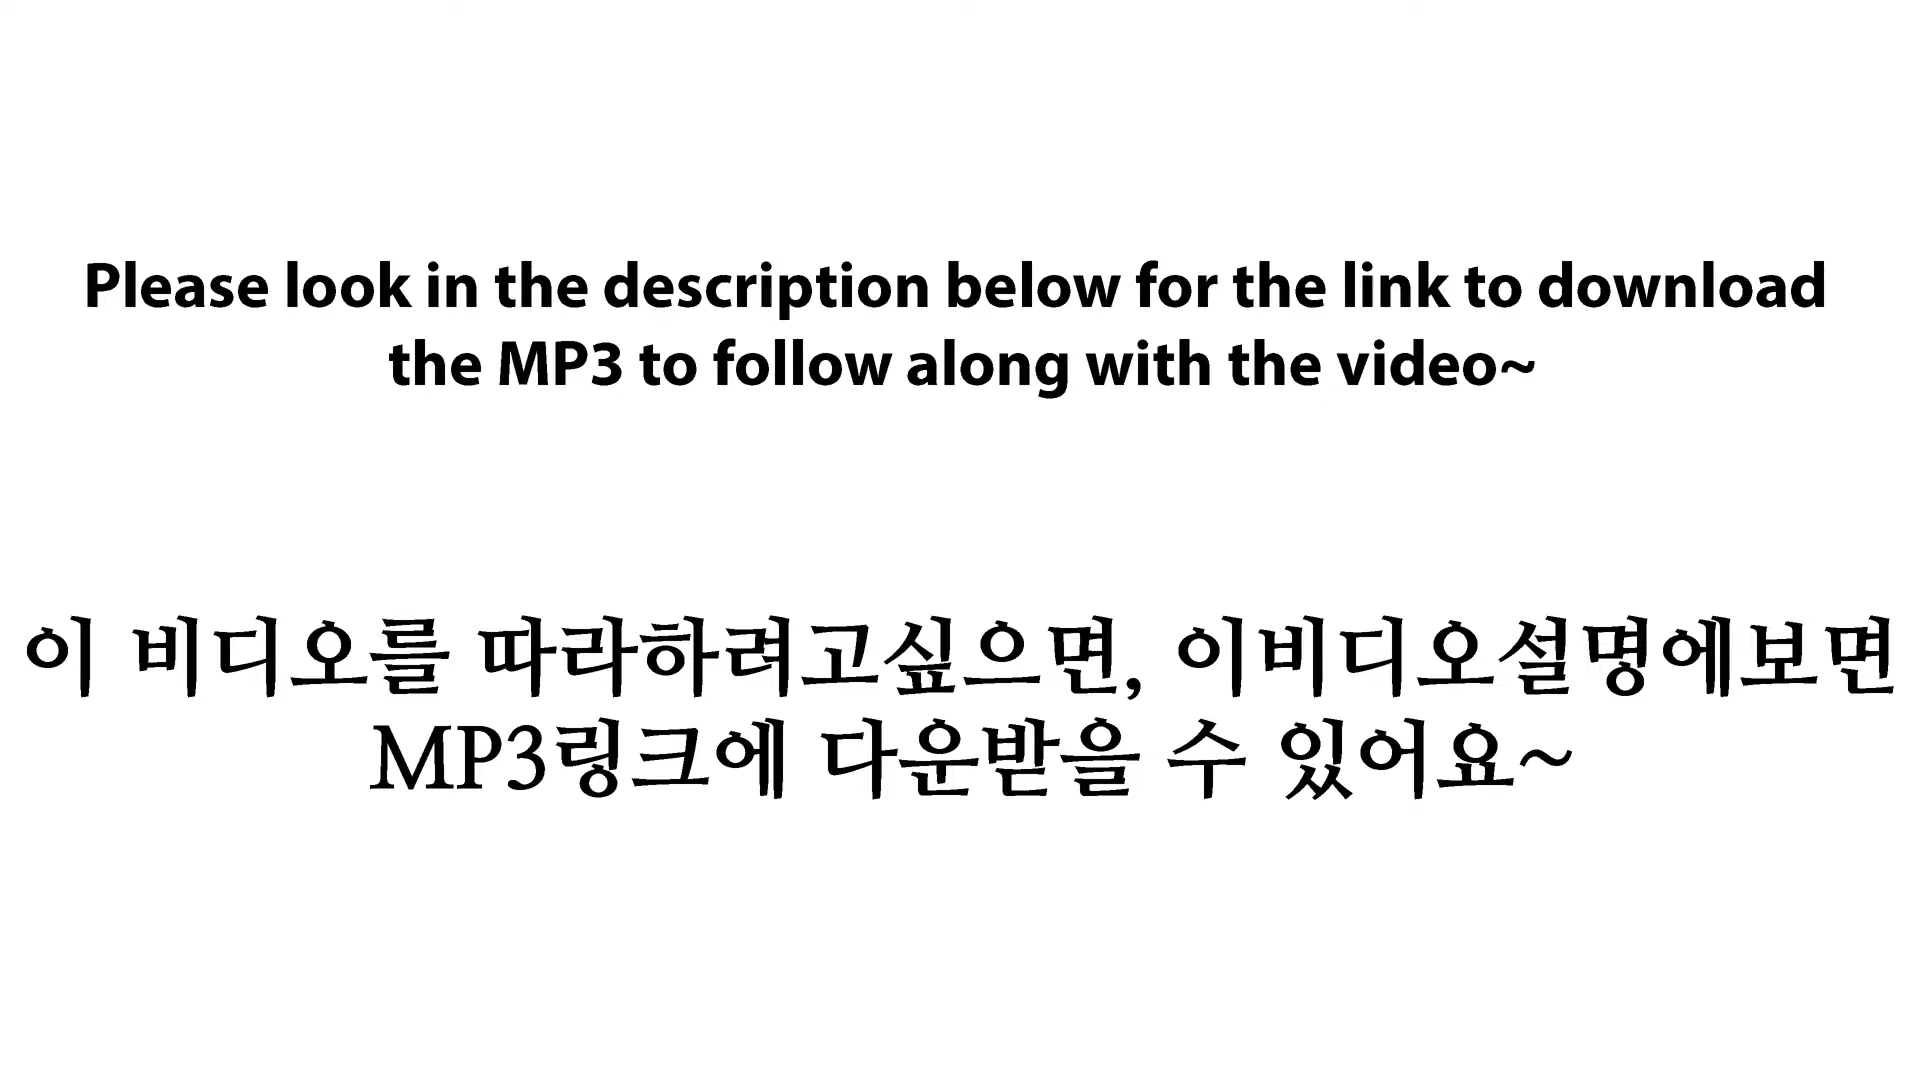 Please look in the description below for the link to download
the MP3 to follow along with the video~
이 비디오를 따라하려고싶으면, 이비디오설명에보면
MP3링크에 다운받을 수 있어요~